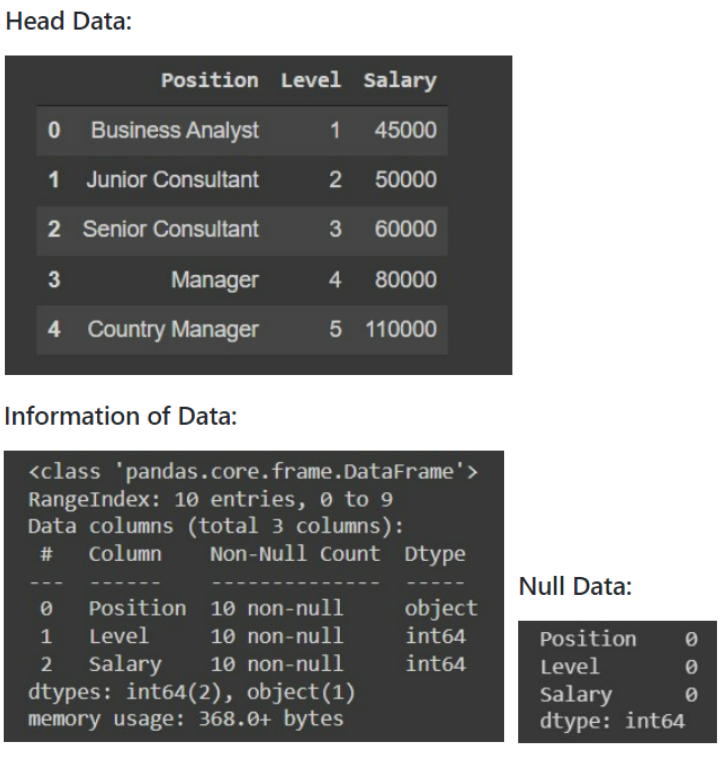 Head Data:
Position Level Salary
0 Business Analyst 1 45000
1 Junior Consultant 2 50000
2 Senior Consultant 3 60000
3 Manager 4 80000
4 Country Manager 5 110000
Information of Data:
<class 'pandas.core.frame.DataFrame'>
RangeIndex: 10 entries, 0 to 9
Data columns (total 3 columns):
# Column Non-Null Count Dtype
--- ------ -------------- -----
0 Position 10 non-null object
1 Level 10 non-null int64
2 Salary 10 non-null int64
dtypes: int64(2), object(1)
memory usage: 368.0+ bytes
Null Data:
Position 0
Level 0
Salary 0
dtype: int64